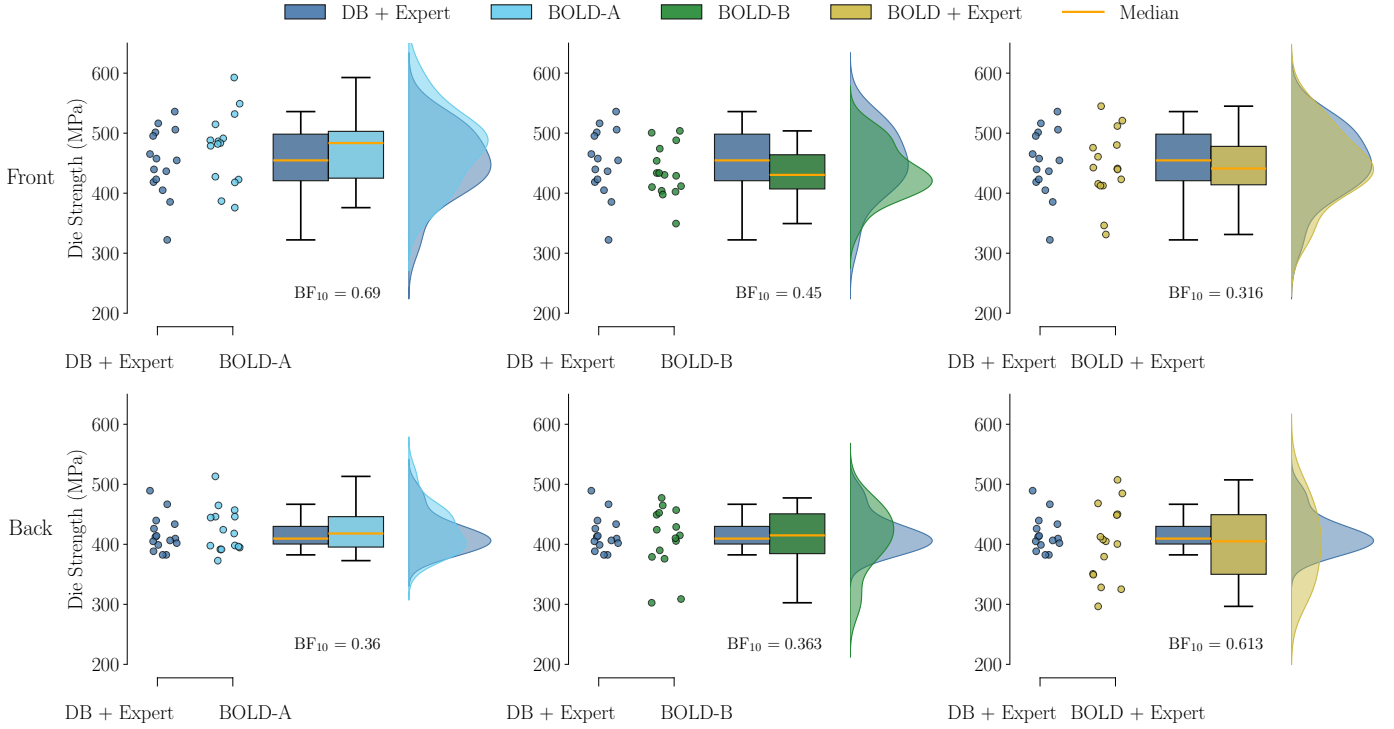 DB + Expert BOLD-A BOLD-B BOLD + Expert Median
Front
Die Strength (MPa)
600
500
400
300
200
BF10 = 0.69
DB + Expert BOLD-A
600
500
400
300
200
BF10 = 0.45
DB + Expert BOLD-B
600
500
400
300
200
BF10 = 0.316
DB + Expert BOLD + Expert
Back
Die Strength (MPa)
600
500
400
300
200
BF10 = 0.36
DB + Expert BOLD-A
600
500
400
300
200
BF10 = 0.363
DB + Expert BOLD-B
600
500
400
300
200
BF10 = 0.613
DB + Expert BOLD + Expert